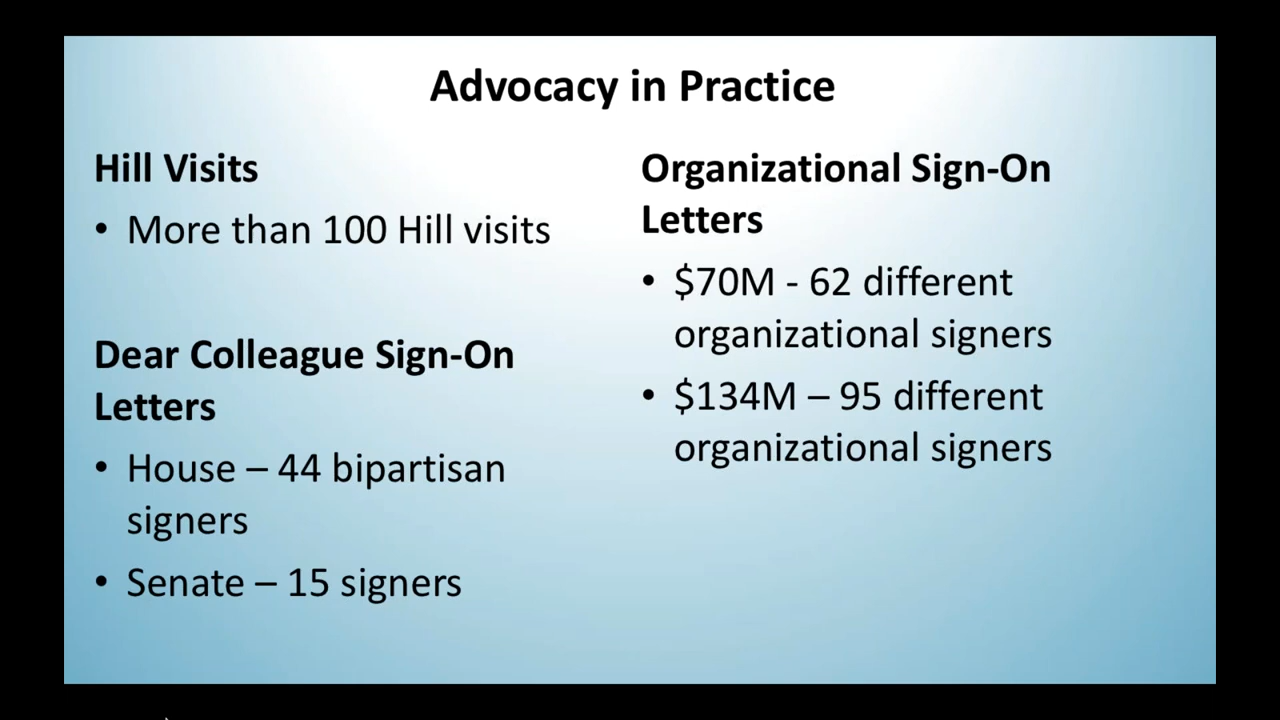 Advocacy in Practice
Hill Visits
• More than 100 Hill visits
Dear Colleague Sign-On
Letters
• House – 44 bipartisan
signers
• Senate – 15 signers
Organizational Sign-On
Letters
• $70M - 62 different
organizational signers
• $134M – 95 different
organizational signers